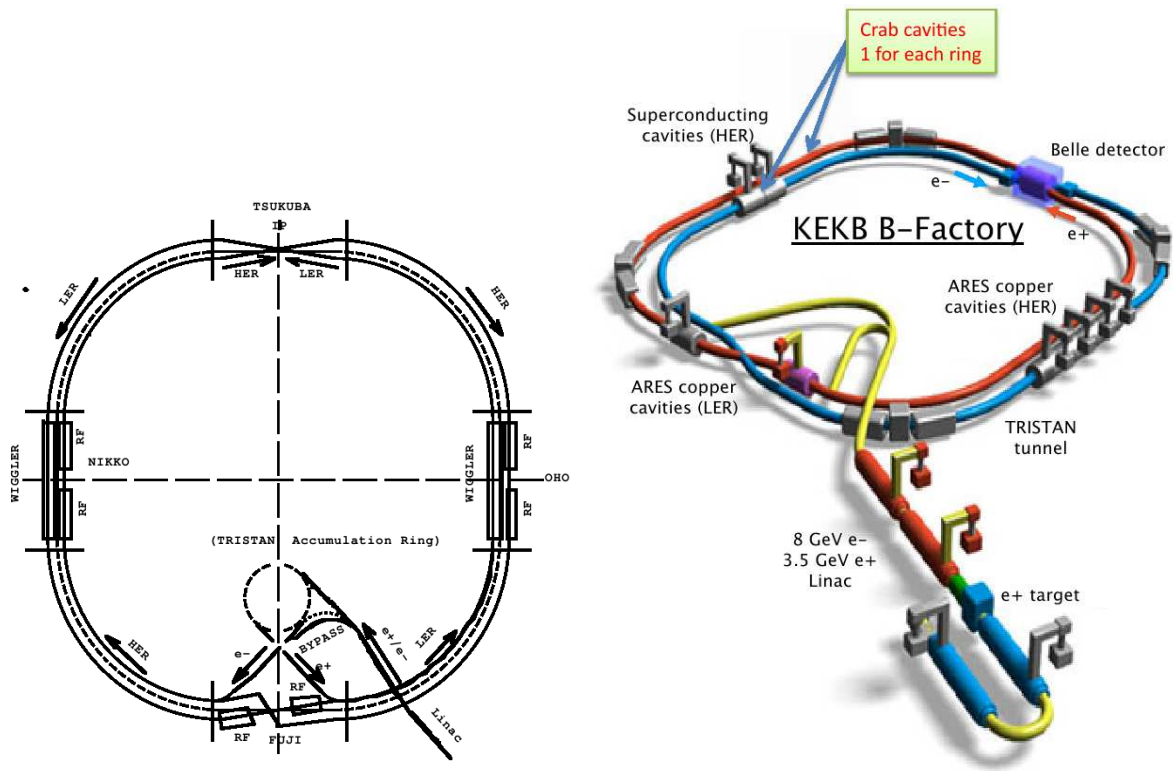 TSUKUBA
IP
HER
LER
LER
HER
WIGGLER
RF
RF
NIKKO
WIGGLER
RF
RF
OHO
(TRISTAN Accumulation Ring)
BYPASS
e+/e-
LER
HER
e-
e+
RF
RF
FUJI
Linac
Crab cavities
1 for each ring
Superconducting
cavities (HER)
Belle detector
e-
e+
KEKB B-Factory
ARES copper
cavities (HER)
ARES copper
cavities (LER)
TRISTAN
tunnel
8 GeV e-
3.5 GeV e+
Linac
e+ target